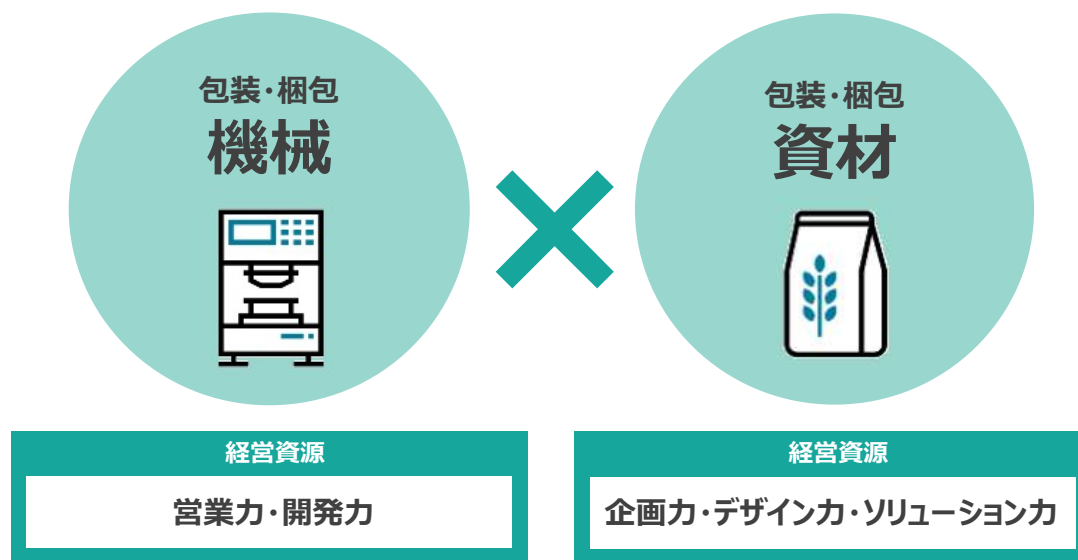 包装・梱包
機械
包装・梱包
資材
経営資源
営業力・開発力
経営資源
企画力・デザイン力・ソリューション力